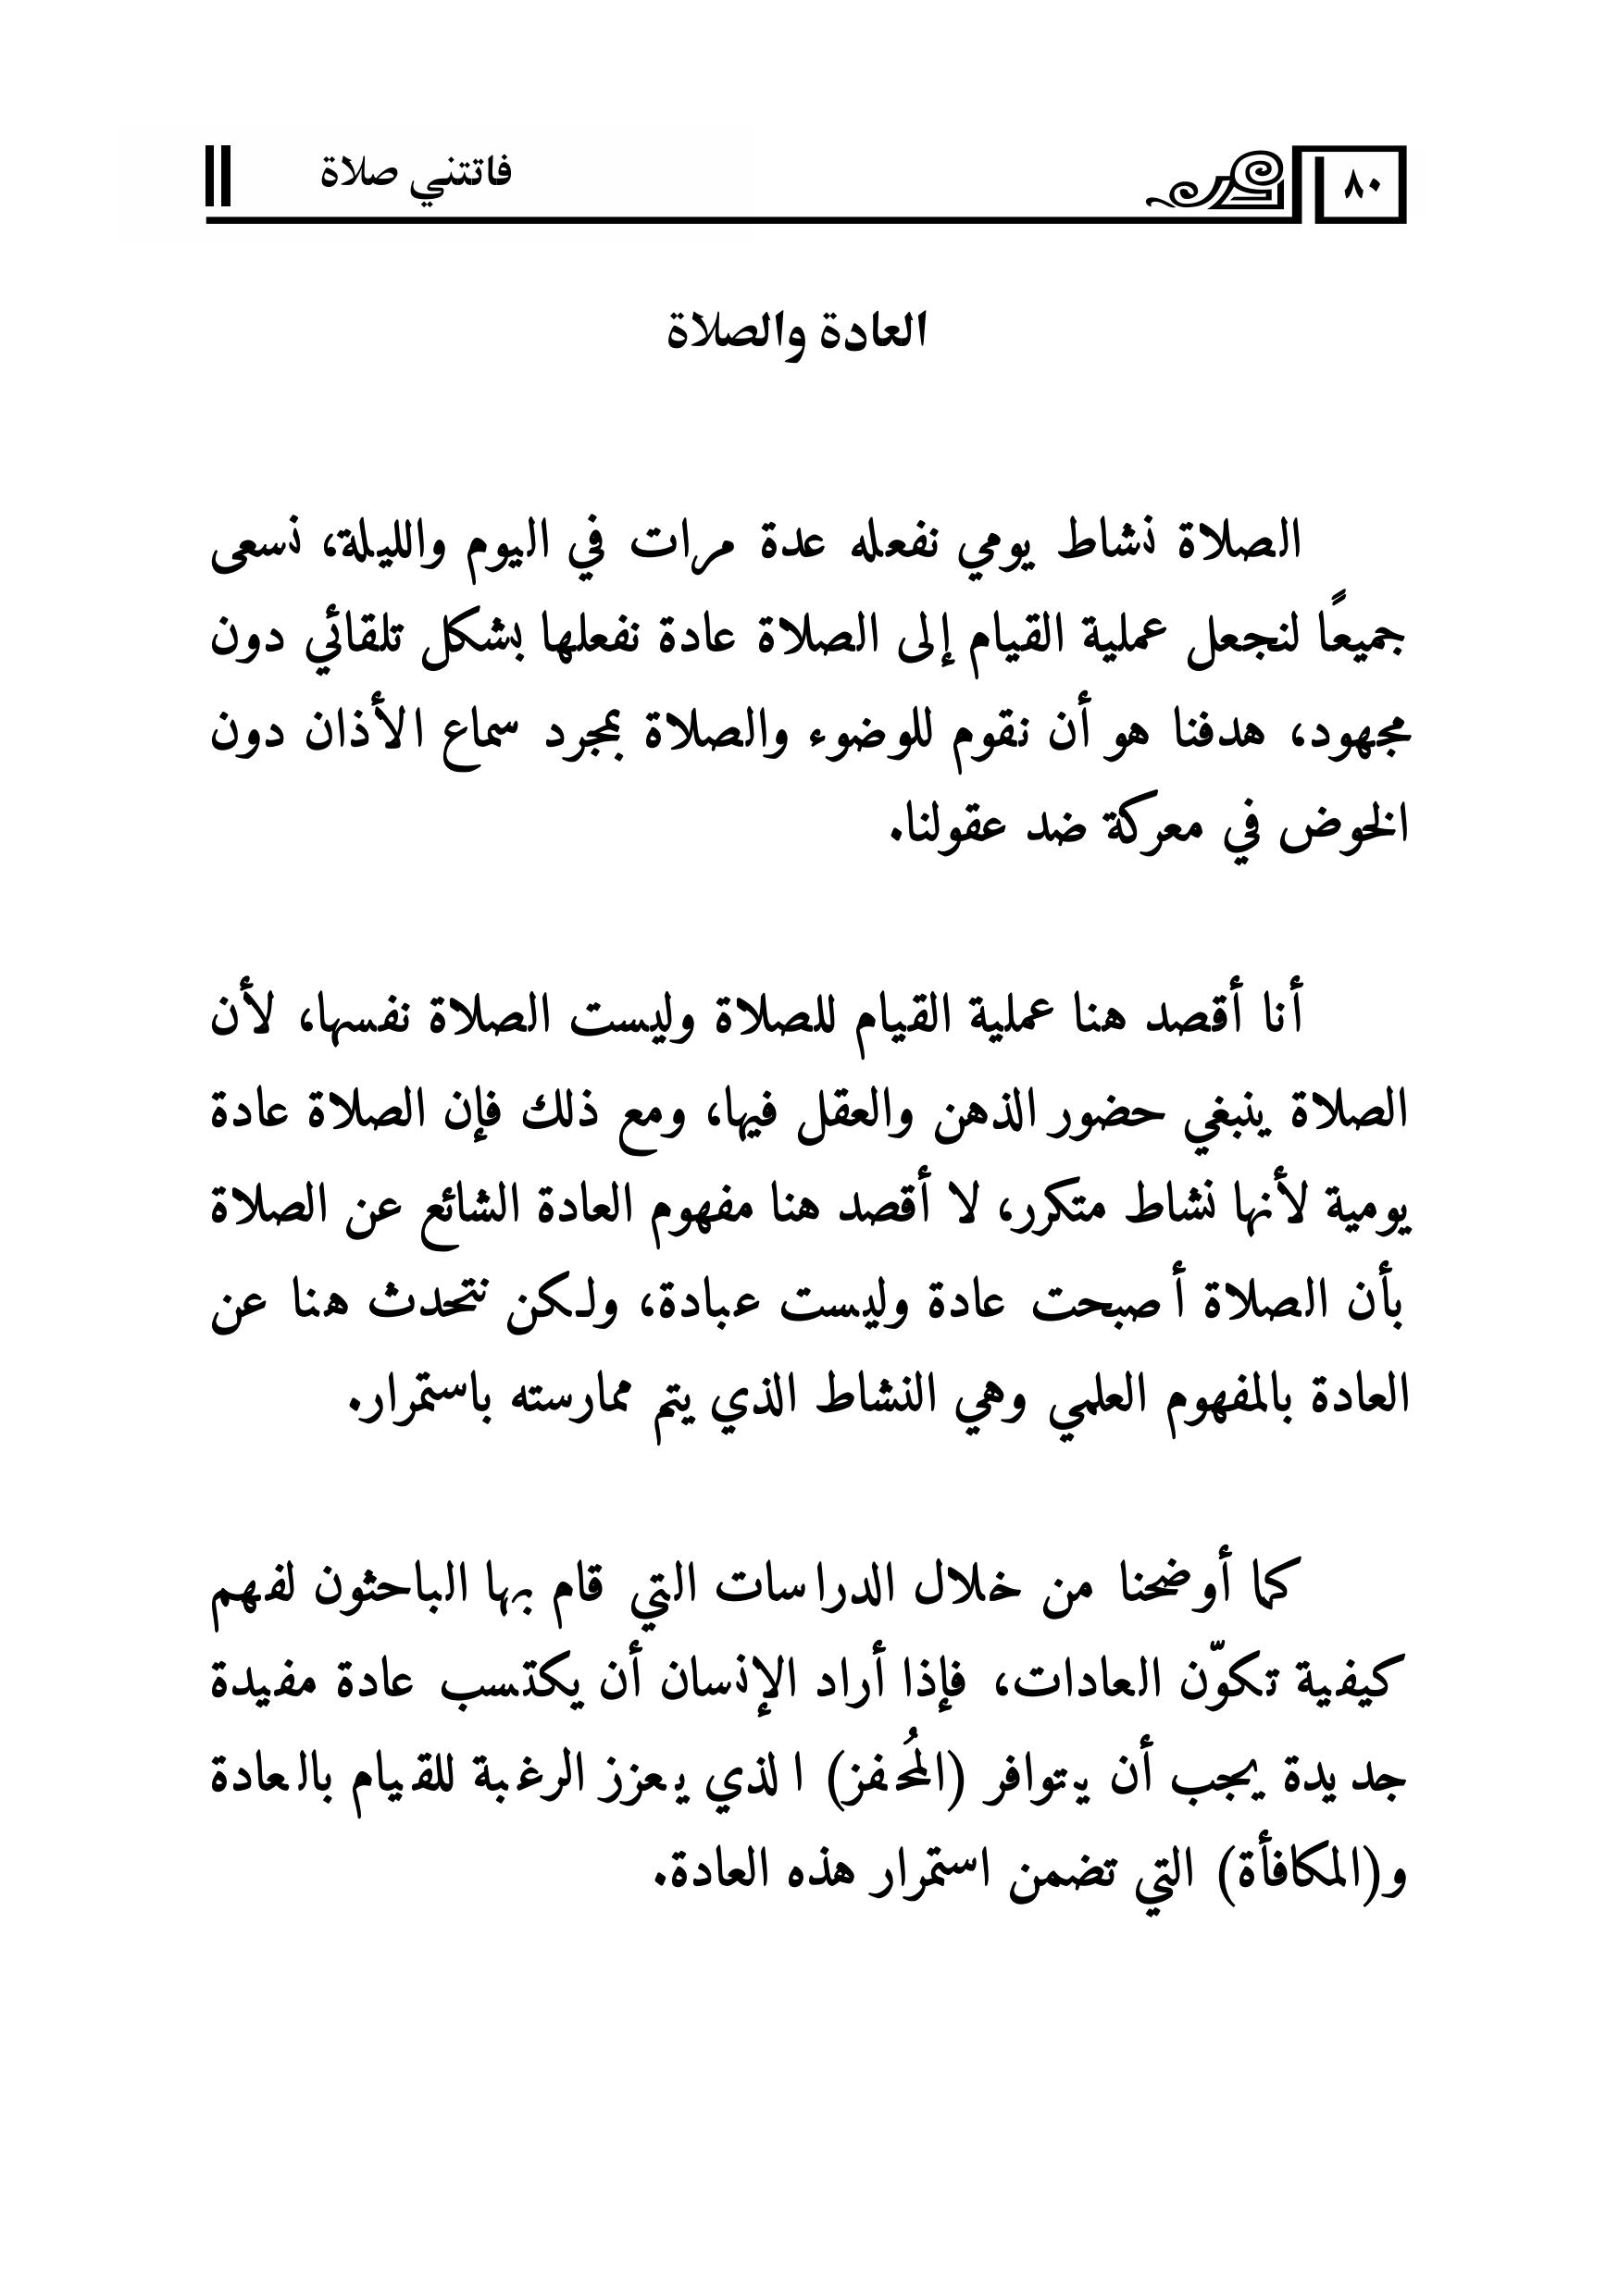 ٨٠
فاتتني صلاة
العادة والصلاة
الصلاة نشاط يومي نفعله عدة مرات في اليوم والليلة، نسعى
جميعًا لنجعل عملية القيام إلى الصلاة عادة نفعلها بشكل تلقائي دون
مجهود، هدفنا هو أن نقوم للوضوء والصلاة بمجرد سماع الأذان دون
الخوض في معركة ضد عقولنا.
أنا أقصد هنا عملية القيام للصلاة وليست الصلاة نفسها، لأن
الصلاة ينبغي حضور الذهن والعقل فيها، ومع ذلك فإن الصلاة عادة
يومية لأنها نشاط متكرر، لا أقصد هنا مفهوم العادة الشائع عن الصلاة
بأن الصلاة أصبحت عادة وليست عبادة، ولكن نتحدث هنا عن
العادة بالمفهوم العلمي وهي النشاط الذي يتم ممارسته باستمرار.
كما أوضحنا من خلال الدراسات التي قام بها الباحثون لفهم
كيفية تكوّن العادات، فإذا أراد الإنسان أن يكتسب عادة مفيدة
جديدة يجب أن يتوافر (المُحفز) الذي يعزز الرغبة للقيام بالعادة
و(المكافأة) التي تضمن استمرار هذه العادة.